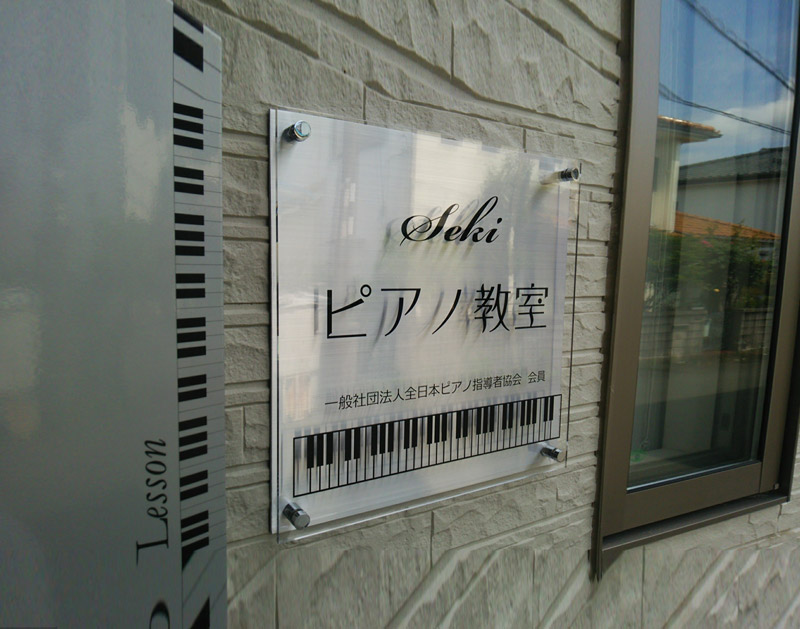 Seki
ピアノ教室
一般社団法人全日本ピアノ指導者協会 会員
Lesson